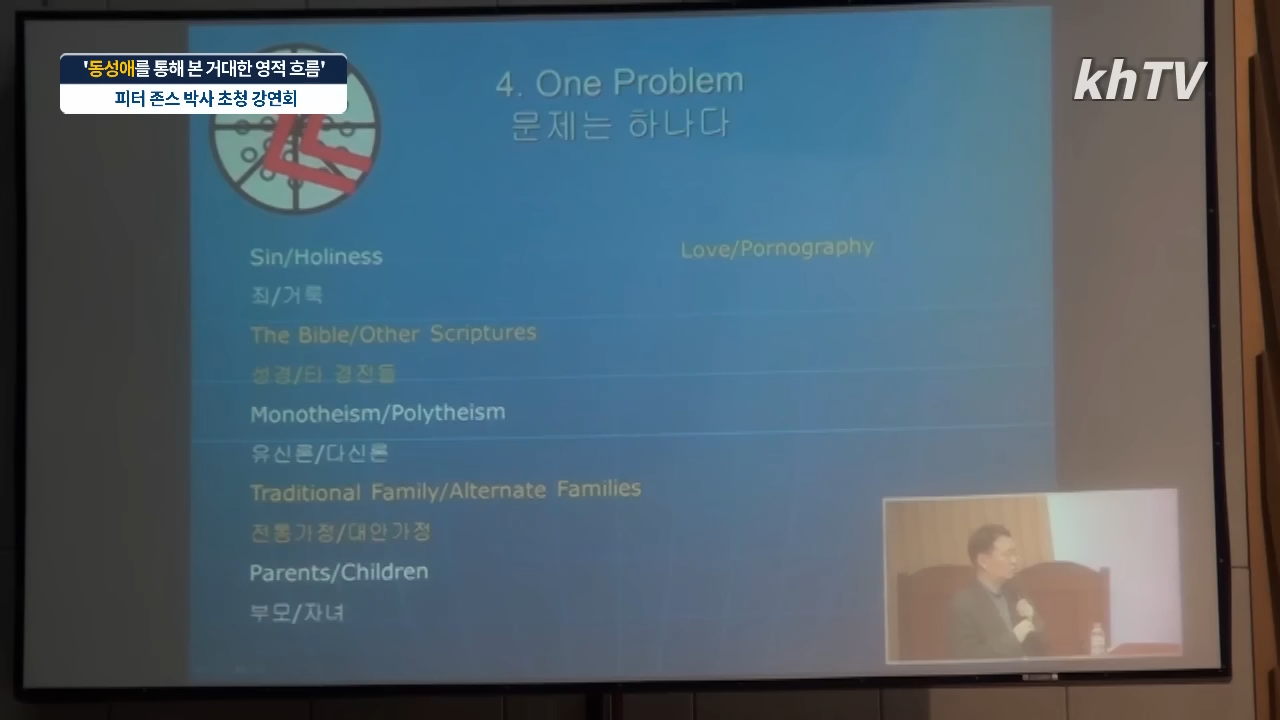 '동성애를 통해 본 거대한 영적 흐름'
피터 존스 박사 초청 강연회
khTV
4. One Problem
문제는 하나다
Sin/Holiness
죄/거룩
Love/Pornography
The Bible/Other Scriptures
성경/타 경전들
Monotheism/Polytheism
유신론/다신론
Traditional Family/Alternate Families
전통가정/대안가정
Parents/Children
부모/자녀